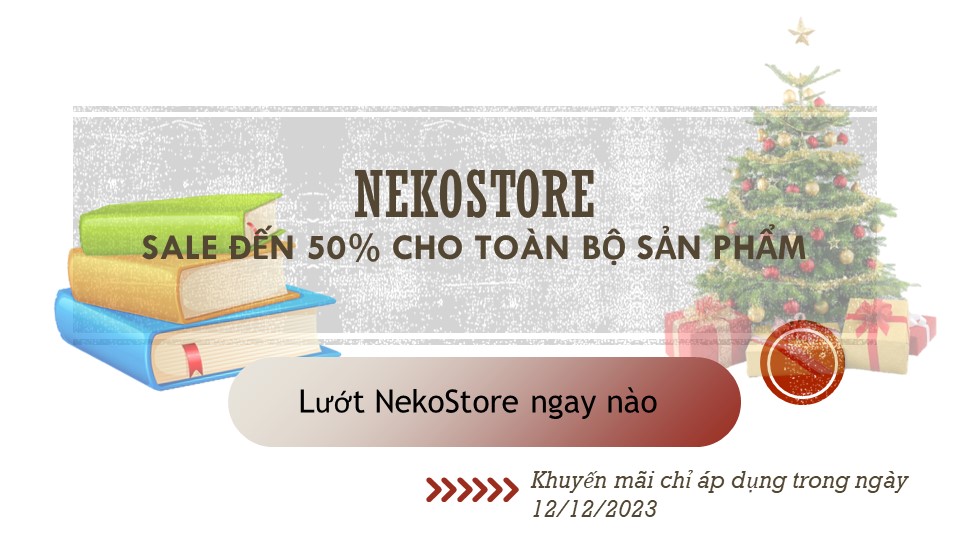 NEKOSTORE
SALE ĐẾN 50% CHO TOÀN BỘ SẢN PHẨM
Lướt NekoStore ngay nào
Khuyến mãi chỉ áp dụng trong ngày
12/12/2023